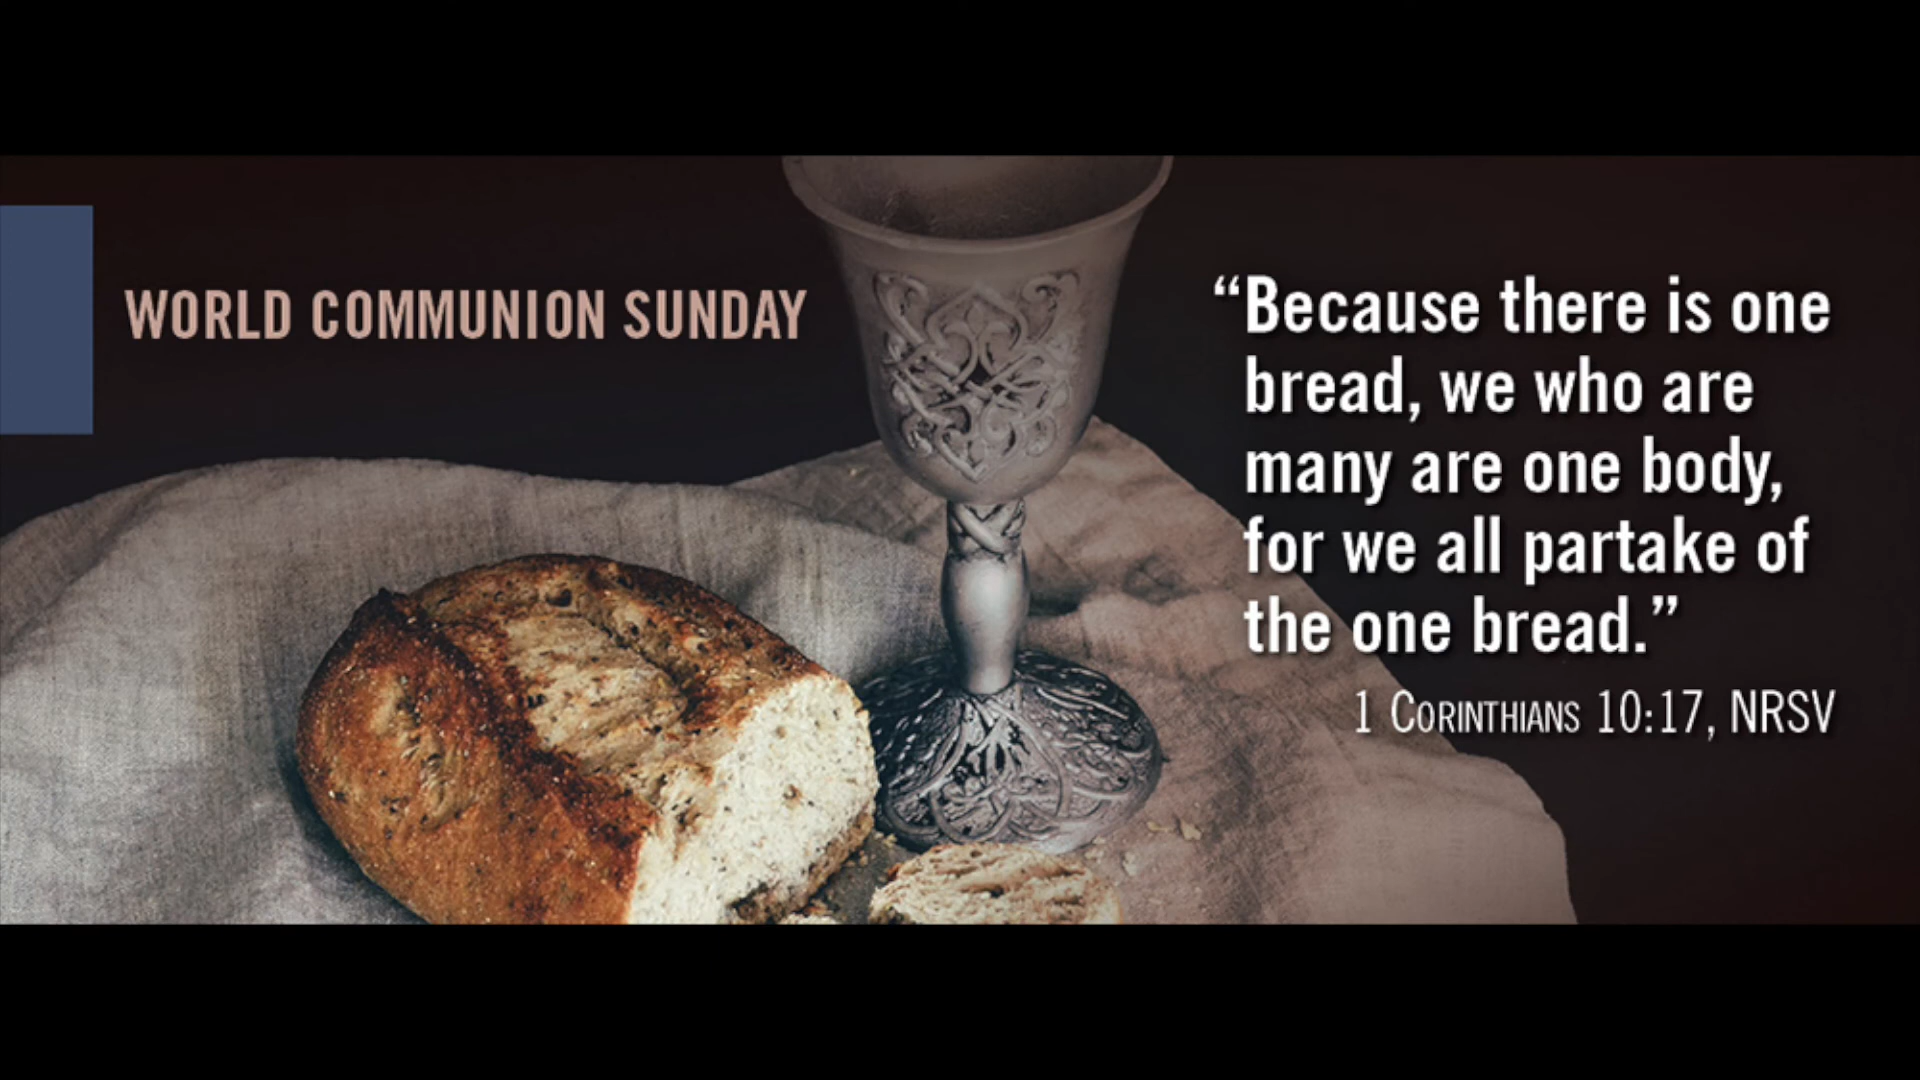 WORLD COMMUNION SUNDAY
“Because there is one
bread, we who are
many are one body,
for we all partake of
the one bread.”
1 Corinthians 10:17, NRSV